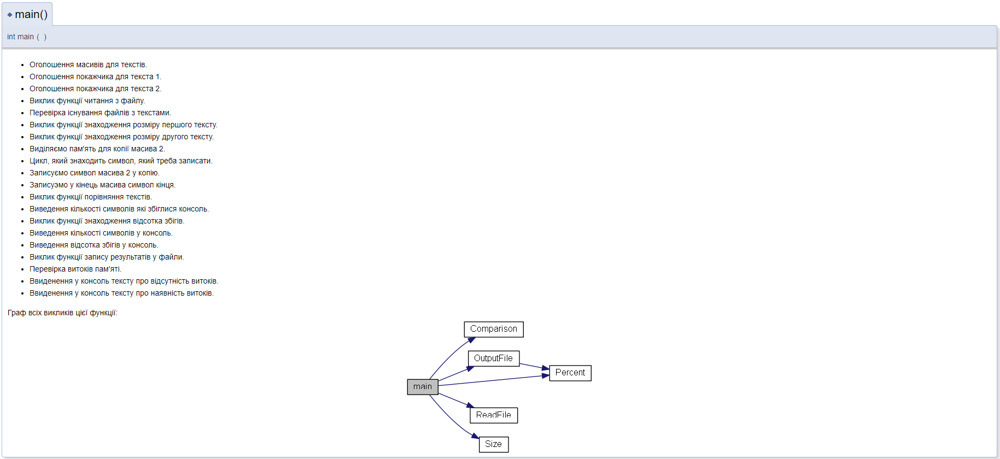 main()
int main ( )
Оголошення масивів для текстів.
Оголошення покажчика для текста 1.
Оголошення покажчика для текста 2.
Виклик функції читання з файлу.
Перевірка існування файлів з текстами.
Виклик функції знаходження розміру першого тексту.
Виклик функції знаходження розміру другого тексту.
Виділяємо пам'ять для копії масива 2.
Цикл, який знаходить символ, який треба записати.
Записуємо символ масива 2 у копію.
Записуэмо у кінець масива символ кінця.
Виклик функції порівняння текстів.
Виведення кількості символів які збіглися консоль.
Виклик функції знаходження відсотка збігів.
Виведення кількості символів у консоль.
Виведення відсотка збігів у консоль.
Виклик функції запису результатів у файли.
Перевірка витоків пам'яті.
Ввиденення у консоль тексту про відсутність витоків.
Ввиденення у консоль тексту про наявність витоків.
Граф всіх викликів цієї функції:
Comparison
OutputFile
Percent
main
ReadFile
Size